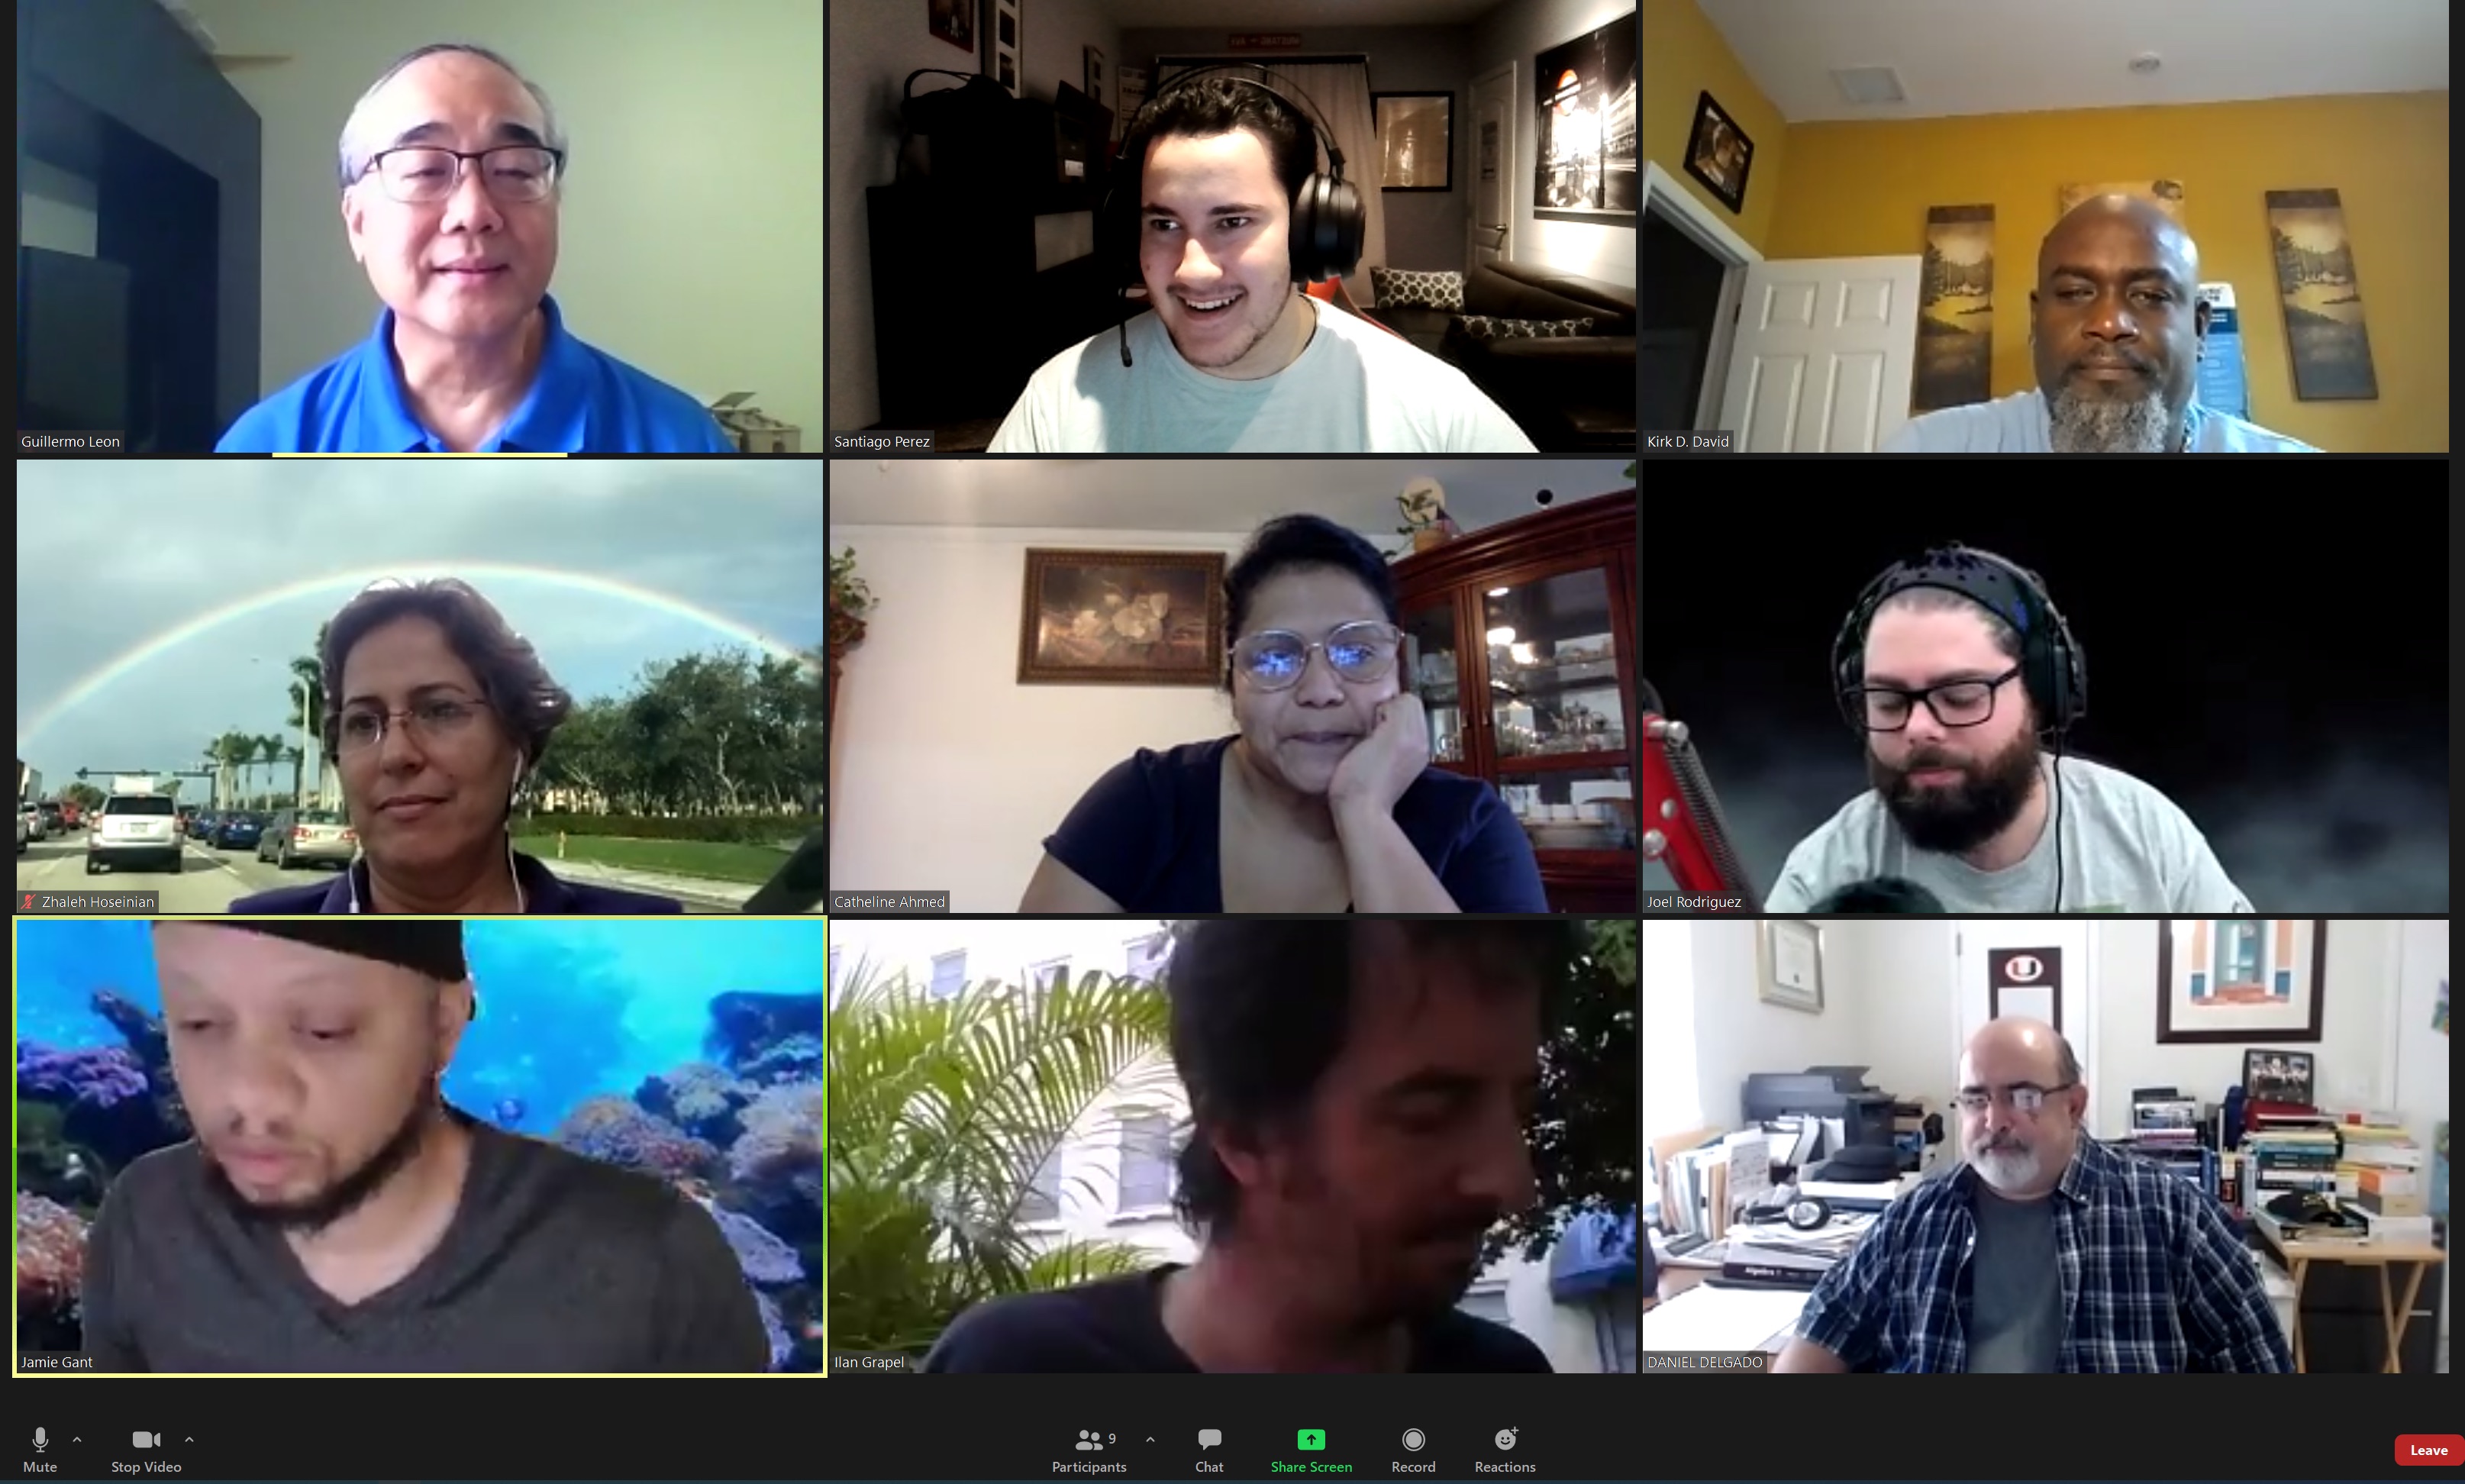 Guillermo Leon
Santiago Perez
Kirk D. David
Zhaleh Hoseinian
Catheline Ahmed
Joel Rodriguez
U
Algebra
Jamie Gant
Ilan Grapel
DANIEL DELGADO
9
Mute
Stop Video
Participants
Chat
Share Screen
Record
Reactions
Leave